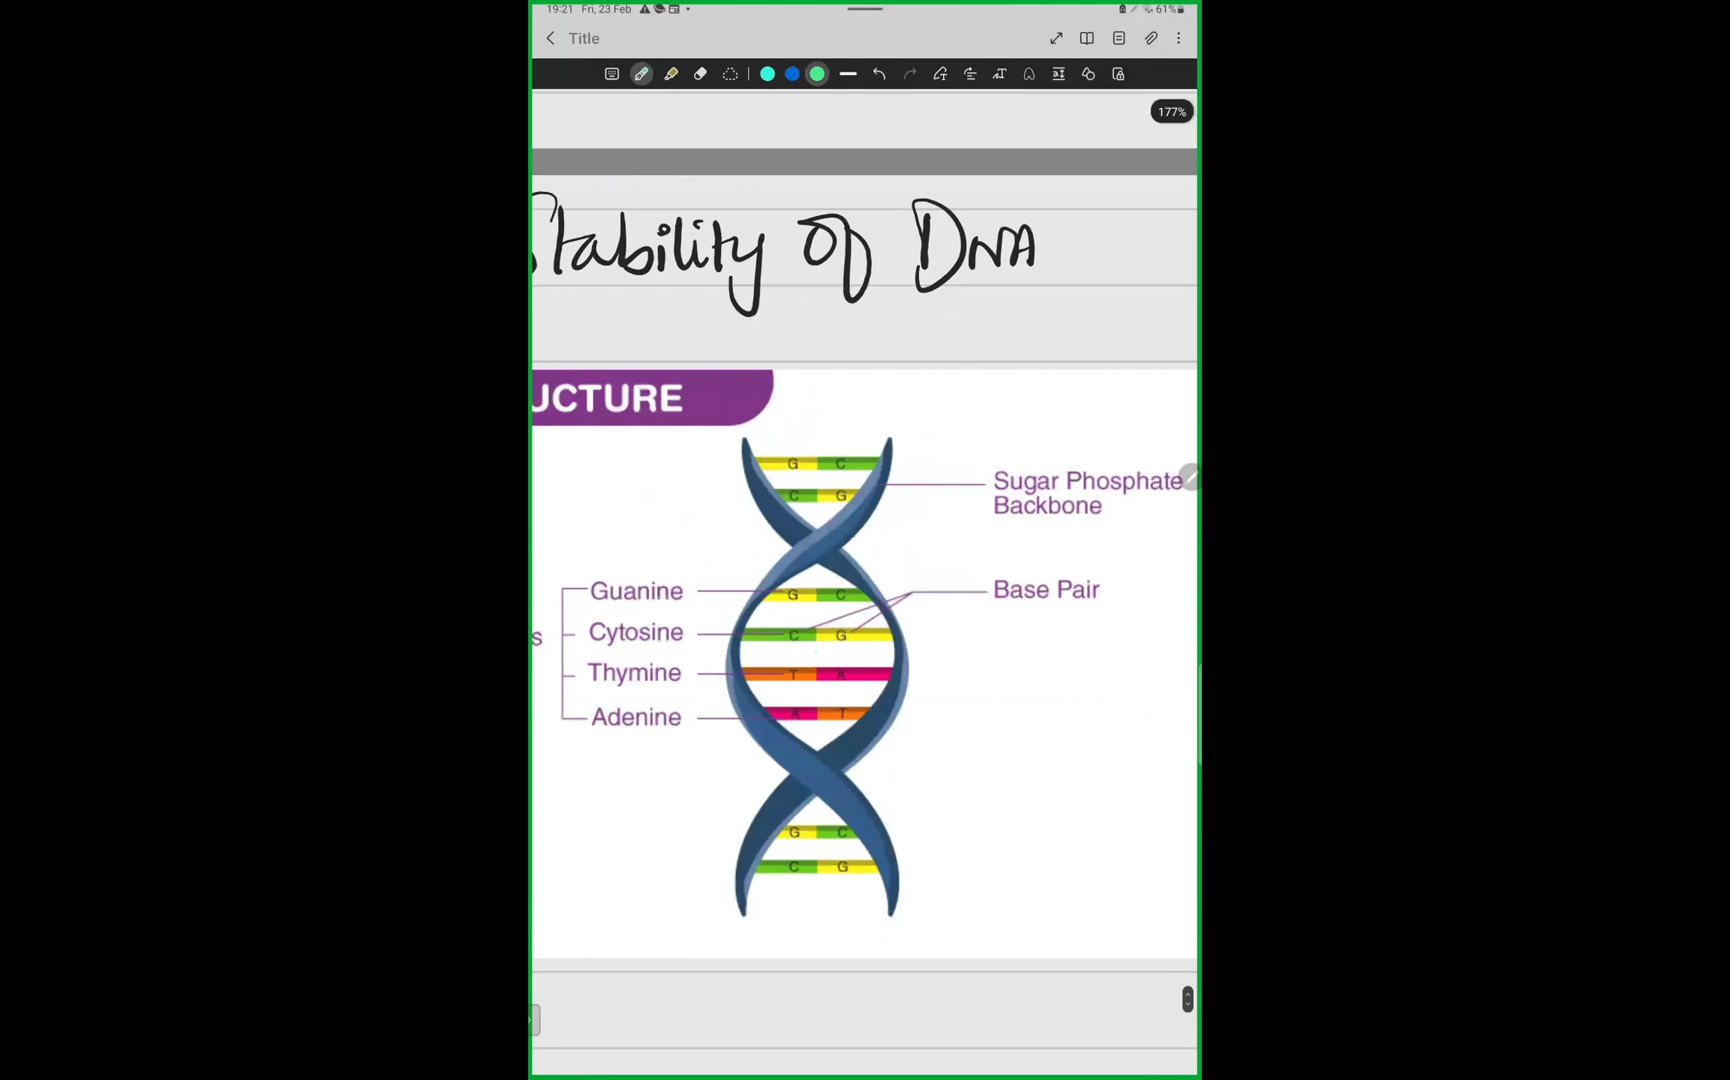 19:21 Fri, 23 Feb
61%
Title
177%
Stability Of DNA
UCTURE
G C
Sugar Phosphate
Backbone
C G
Guanine
G C
Base Pair
s
Cytosine
C G
Thymine
T A
Adenine
A T
G C
C G